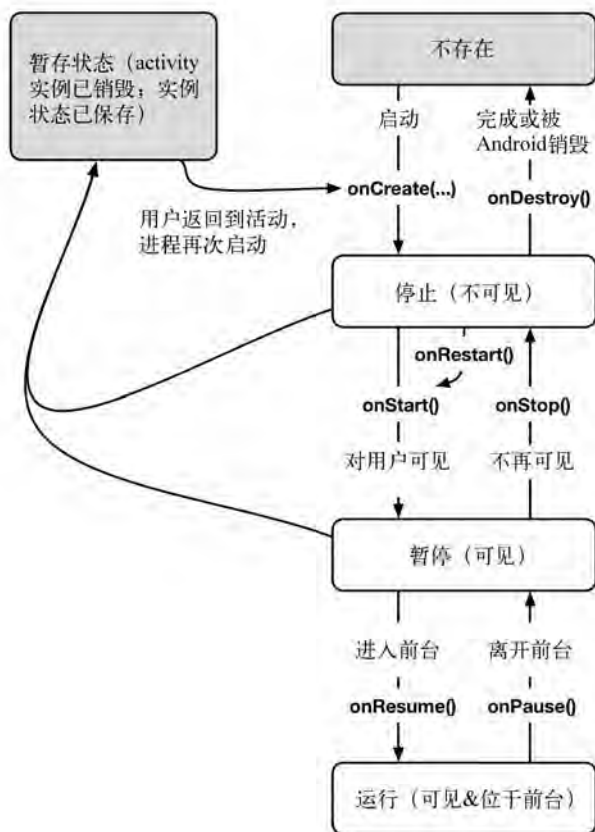 暂存状态（activity
实例已销毁；实例
状态已保存）
不存在
启动
完成或被
Android销毁
onCreate(...)
onDestroy()
用户返回到活动，
进程再次启动
停止（不可见）
onRestart()
onStart()
onStop()
对用户可见
不再可见
暂停（可见）
进入前台
离开前台
onResume()
onPause()
运行（可见&位于前台）